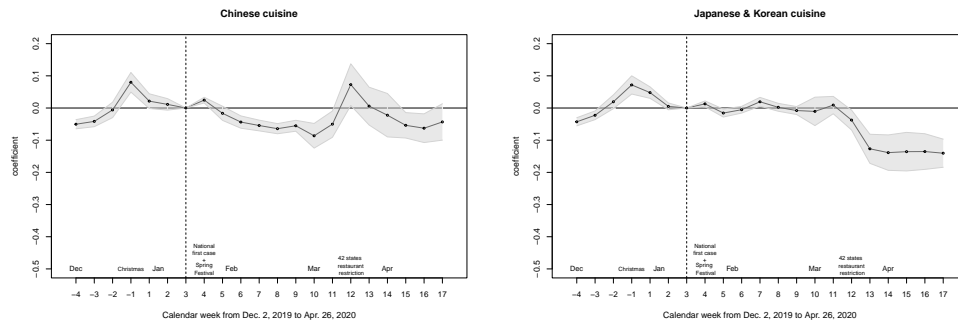 Chinese cuisine
coefficient
0.2
0.1
0.0
−0.1
−0.2
−0.3
−0.4
−0.5
Dec
Christmas
Jan
National
first case
+
Spring
Festival
Feb
Mar
42 states
restaurant
restriction
Apr
−4 −3 −2 −1 1 2 3 4 5 6 7 8 9 10 11 12 13 14 15 16 17
Calendar week from Dec. 2, 2019 to Apr. 26, 2020
Japanese & Korean cuisine
coefficient
0.2
0.1
0.0
−0.1
−0.2
−0.3
−0.4
−0.5
Dec
Christmas
Jan
National
first case
+
Spring
Festival
Feb
Mar
42 states
restaurant
restriction
Apr
−4 −3 −2 −1 1 2 3 4 5 6 7 8 9 10 11 12 13 14 15 16 17
Calendar week from Dec. 2, 2019 to Apr. 26, 2020